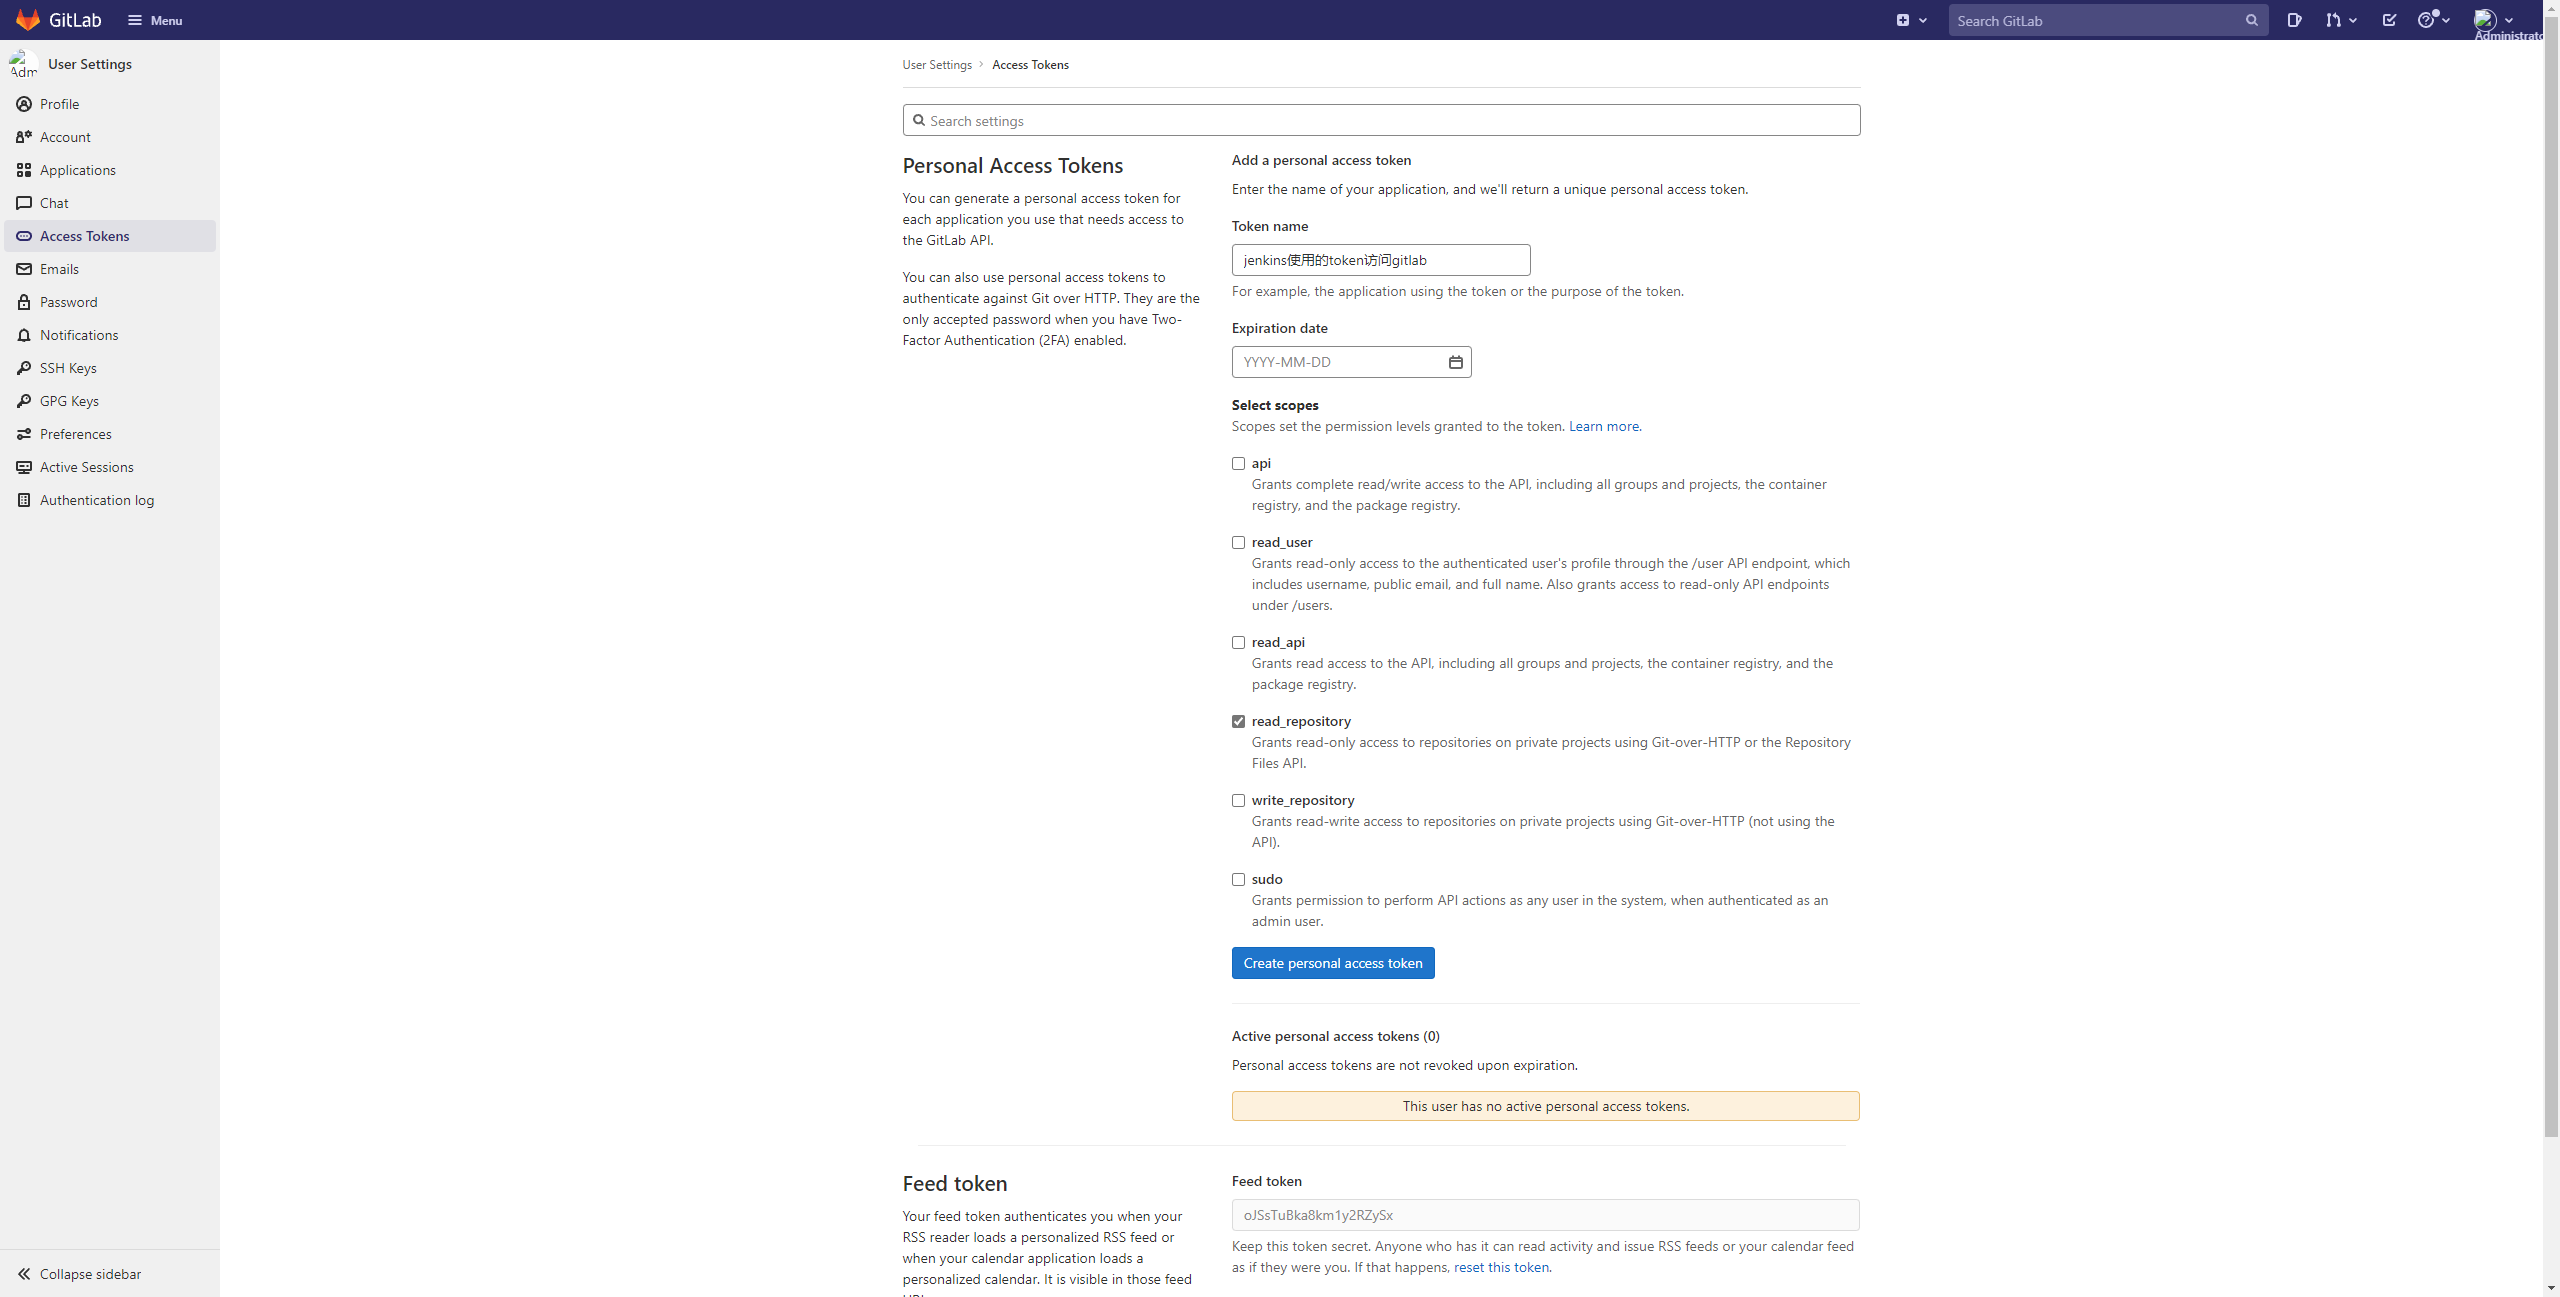 GitLab
Menu
Search GitLab
Administrato
Adm
User Settings
Profile
Account
Applications
Chat
Access Tokens
Emails
Password
Notifications
SSH Keys
GPG Keys
Preferences
Active Sessions
Authentication log
Collapse sidebar
User Settings
Access Tokens
Search settings
Personal Access Tokens
You can generate a personal access token for
each application you use that needs access to
the GitLab API.
You can also use personal access tokens to
authenticate against Git over HTTP. They are the
only accepted password when you have Two-
Factor Authentication (2FA) enabled.
Add a personal access token
Enter the name of your application, and we'll return a unique personal access token.
Token name
jenkins使用的token访问gitlab
For example, the application using the token or the purpose of the token.
Expiration date
YYYY-MM-DD
Select scopes
Scopes set the permission levels granted to the token. Learn more.
api
Grants complete read/write access to the API, including all groups and projects, the container
registry, and the package registry.
read_user
Grants read-only access to the authenticated user's profile through the /user API endpoint, which
includes username, public email, and full name. Also grants access to read-only API endpoints
under /users.
read_api
Grants read access to the API, including all groups and projects, the container registry, and the
package registry.
read_repository
Grants read-only access to repositories on private projects using Git-over-HTTP or the Repository
Files API.
write_repository
Grants read-write access to repositories on private projects using Git-over-HTTP (not using the
API).
sudo
Grants permission to perform API actions as any user in the system, when authenticated as an
admin user.
Create personal access token
Active personal access tokens (0)
Personal access tokens are not revoked upon expiration.
This user has no active personal access tokens.
Feed token
Your feed token authenticates you when your
RSS reader loads a personalized RSS feed or
when your calendar application loads a
personalized calendar. It is visible in those feed
Feed token
oJSsTuBka8km1y2RZySx
Keep this token secret. Anyone who has it can read activity and issue RSS feeds or your calendar feed
as if they were you. If that happens, reset this token.